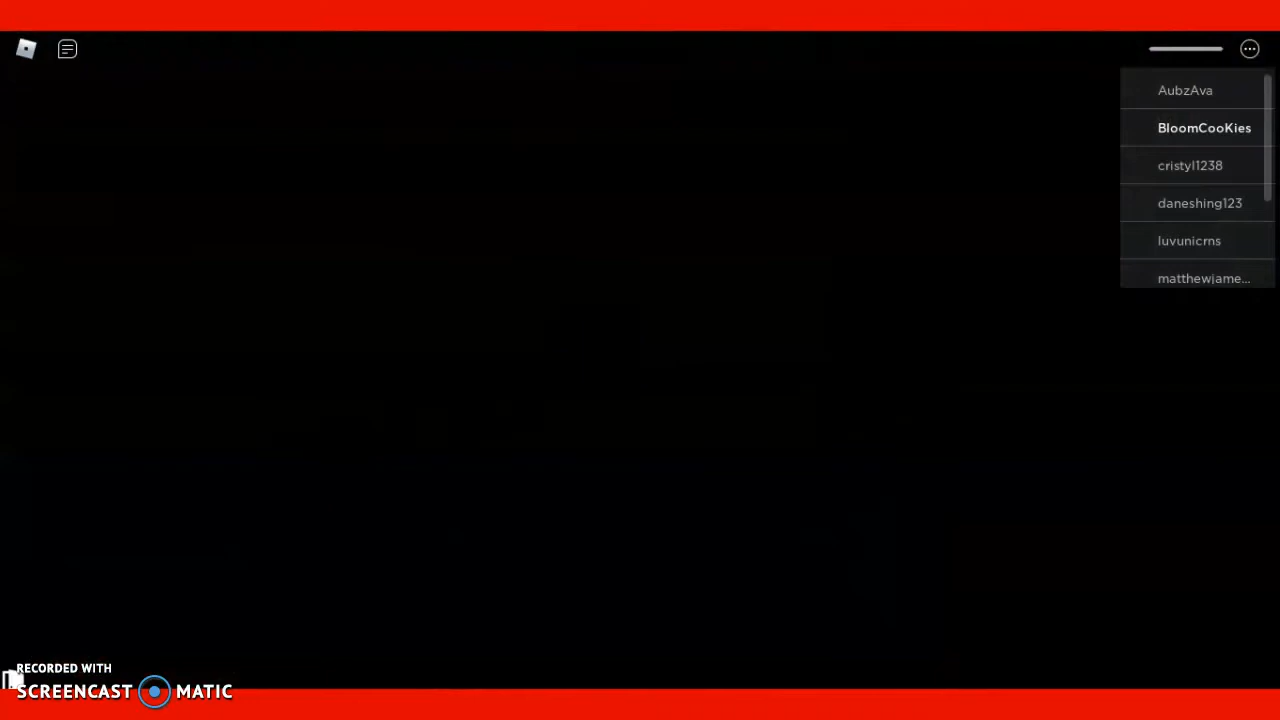 AubzAva
BloomCooKies
cristyl1238
daneshing123
luvunicrns
matthewjame...
RECORDED WITH
SCREENCAST MATIC